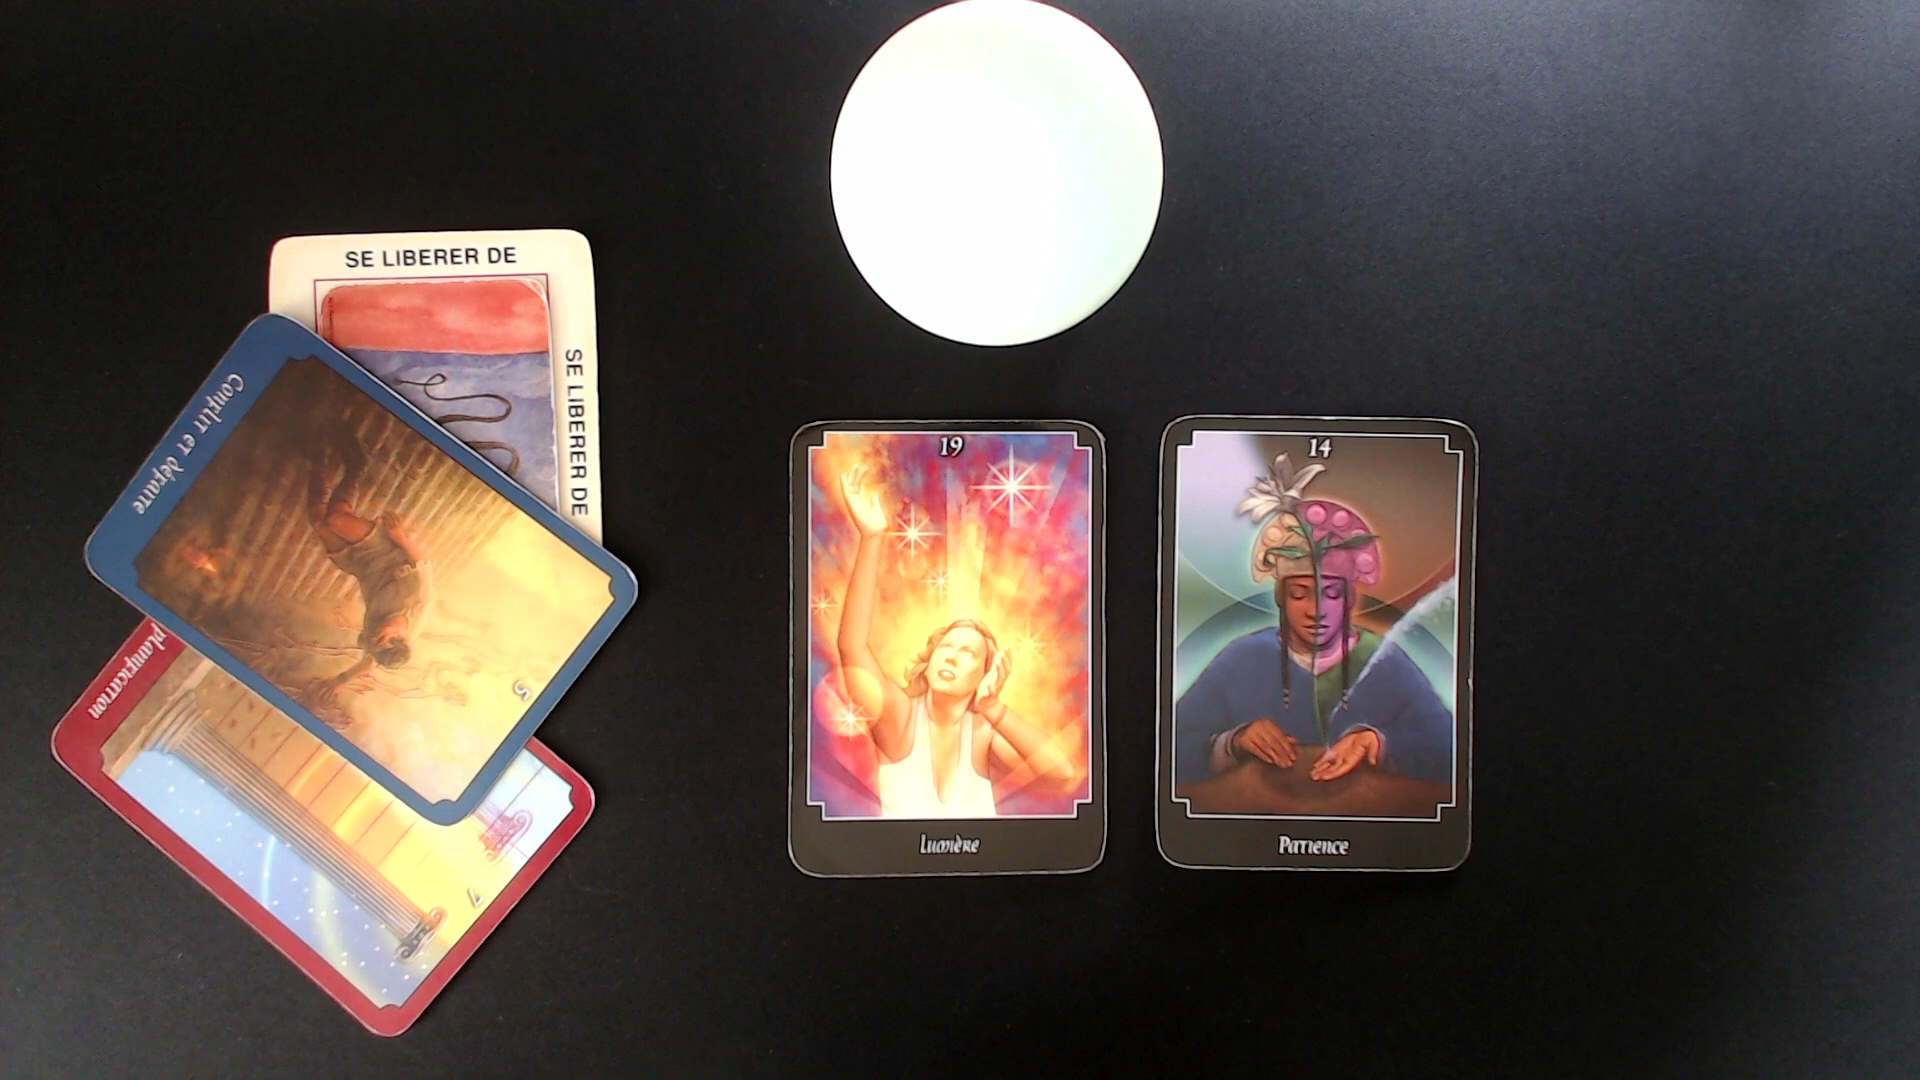 SE LIBERER DE
SE LIBERER DE
Conflit et défaite
5
planification
7
19
Lumière
14
Patience